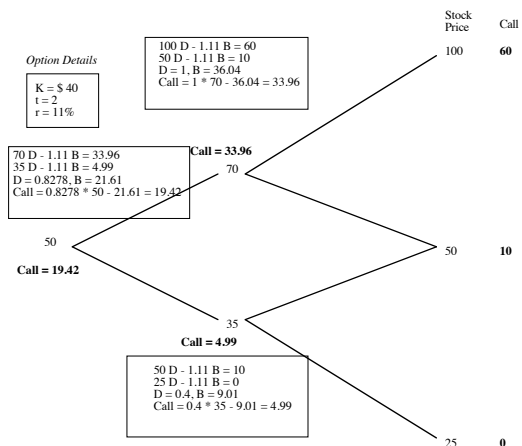 Stock
Price
Call
100
60
Option Details
K = $ 40
t = 2
r = 11%
100 D - 1.11 B = 60
50 D - 1.11 B = 10
D = 1, B = 36.04
Call = 1 * 70 - 36.04 = 33.96
Call = 33.96
70
70 D - 1.11 B = 33.96
35 D - 1.11 B = 4.99
D = 0.8278, B = 21.61
Call = 0.8278 * 50 - 21.61 = 19.42
50
Call = 19.42
50
10
35
Call = 4.99
50 D - 1.11 B = 10
25 D - 1.11 B = 0
D = 0.4, B = 9.01
Call = 0.4 * 35 - 9.01 = 4.99
25
0